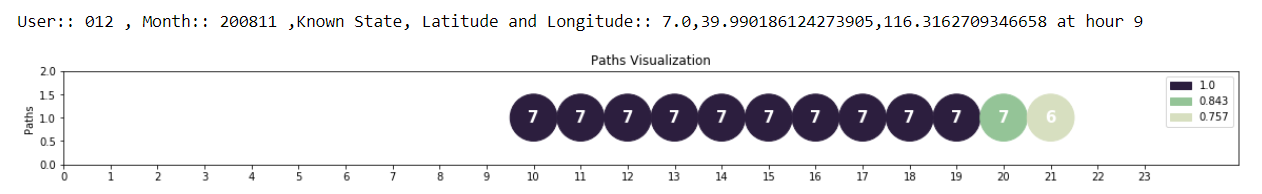 User:: 012 , Month:: 200811 ,Known State, Latitude and Longitude:: 7.0,39.990186124273905,116.3162709346658 at hour 9
Paths Visualization
2.0
1.5
1.0
0.5
0.0
Paths
7 7 7 7 7 7 7 7 7 7 7 6
1.0
0.843
0.757
0 1 2 3 4 5 6 7 8 9 10 11 12 13 14 15 16 17 18 19 20 21 22 23